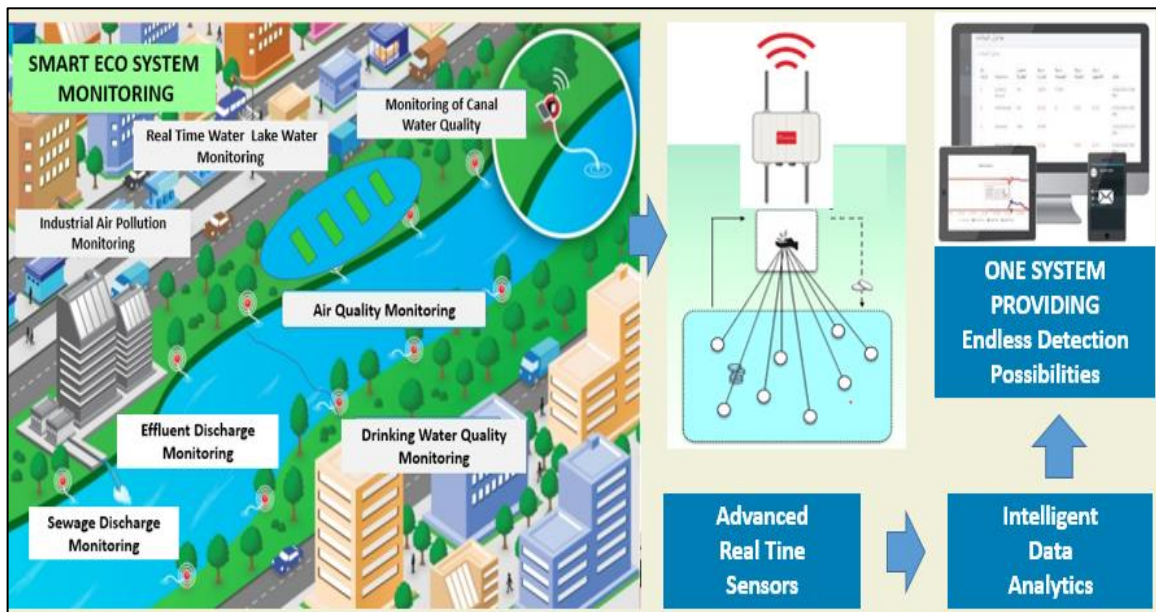 SMART ECO SYSTEM
MONITORING
Monitoring of Canal
Water Quality
Real Time Water Lake Water
Monitoring
Industrial Air Pollution
Monitoring
Air Quality Monitoring
Effluent Discharge
Monitoring
Drinking Water Quality
Monitoring
Sewage Discharge
Monitoring
Advanced
Real Tine
Sensors
Intelligent
Data
Analytics
ONE SYSTEM
PROVIDING
Endless Detection
Possibilities